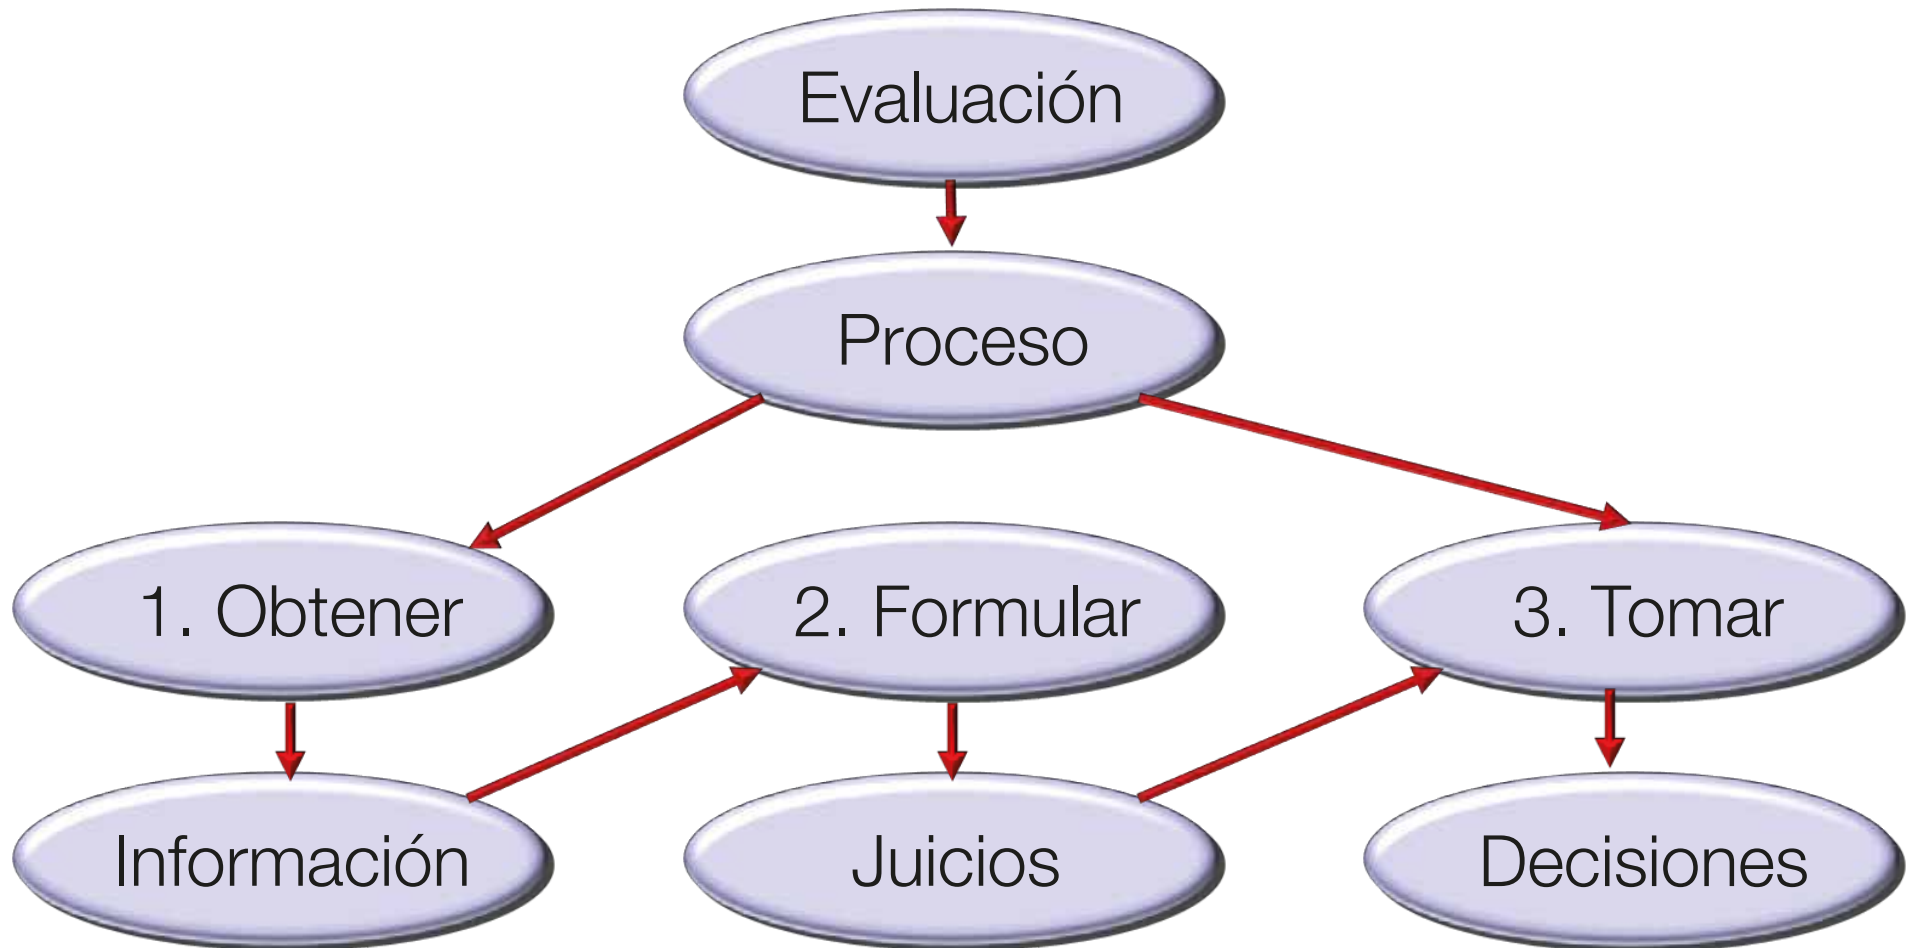 Evaluación
Proceso
1. Obtener
2. Formular
3. Tomar
Información
Juicios
Decisiones